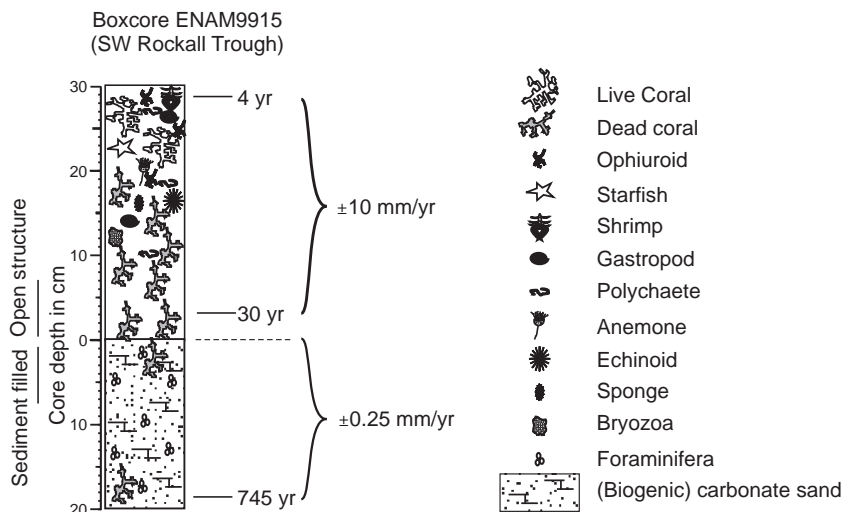 Boxcore ENAM9915
(SW Rockall Trough)
30
20
10
0
10
20
Core depth in cm
Open structure
Sediment filled
4 yr
30 yr
745 yr
±10 mm/yr
±0.25 mm/yr
Live Coral
Dead coral
Ophiuroid
Starfish
Shrimp
Gastropod
Polychaete
Anemone
Echinoid
Sponge
Bryozoa
Foraminifera
(Biogenic) carbonate sand